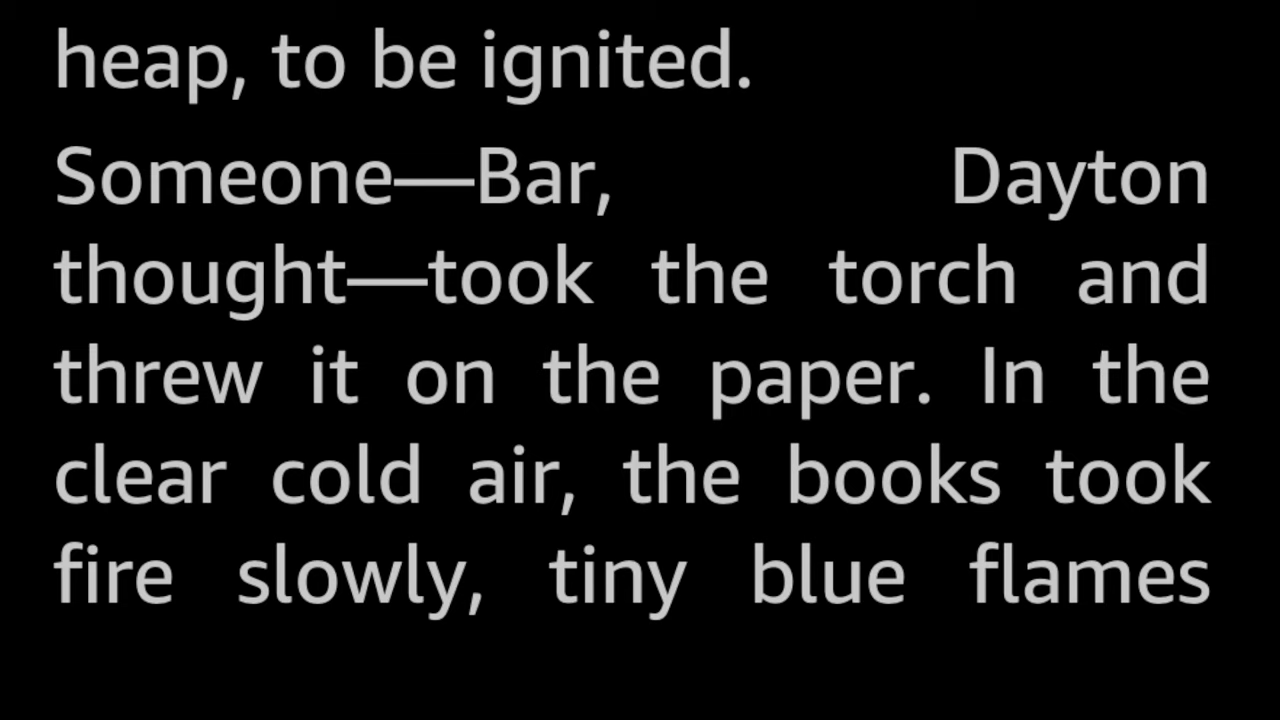 heap, to be ignited.
Someone—Bar, Dayton
thought—took the torch and
threw it on the paper. In the
clear cold air, the books took
fire slowly, tiny blue flames